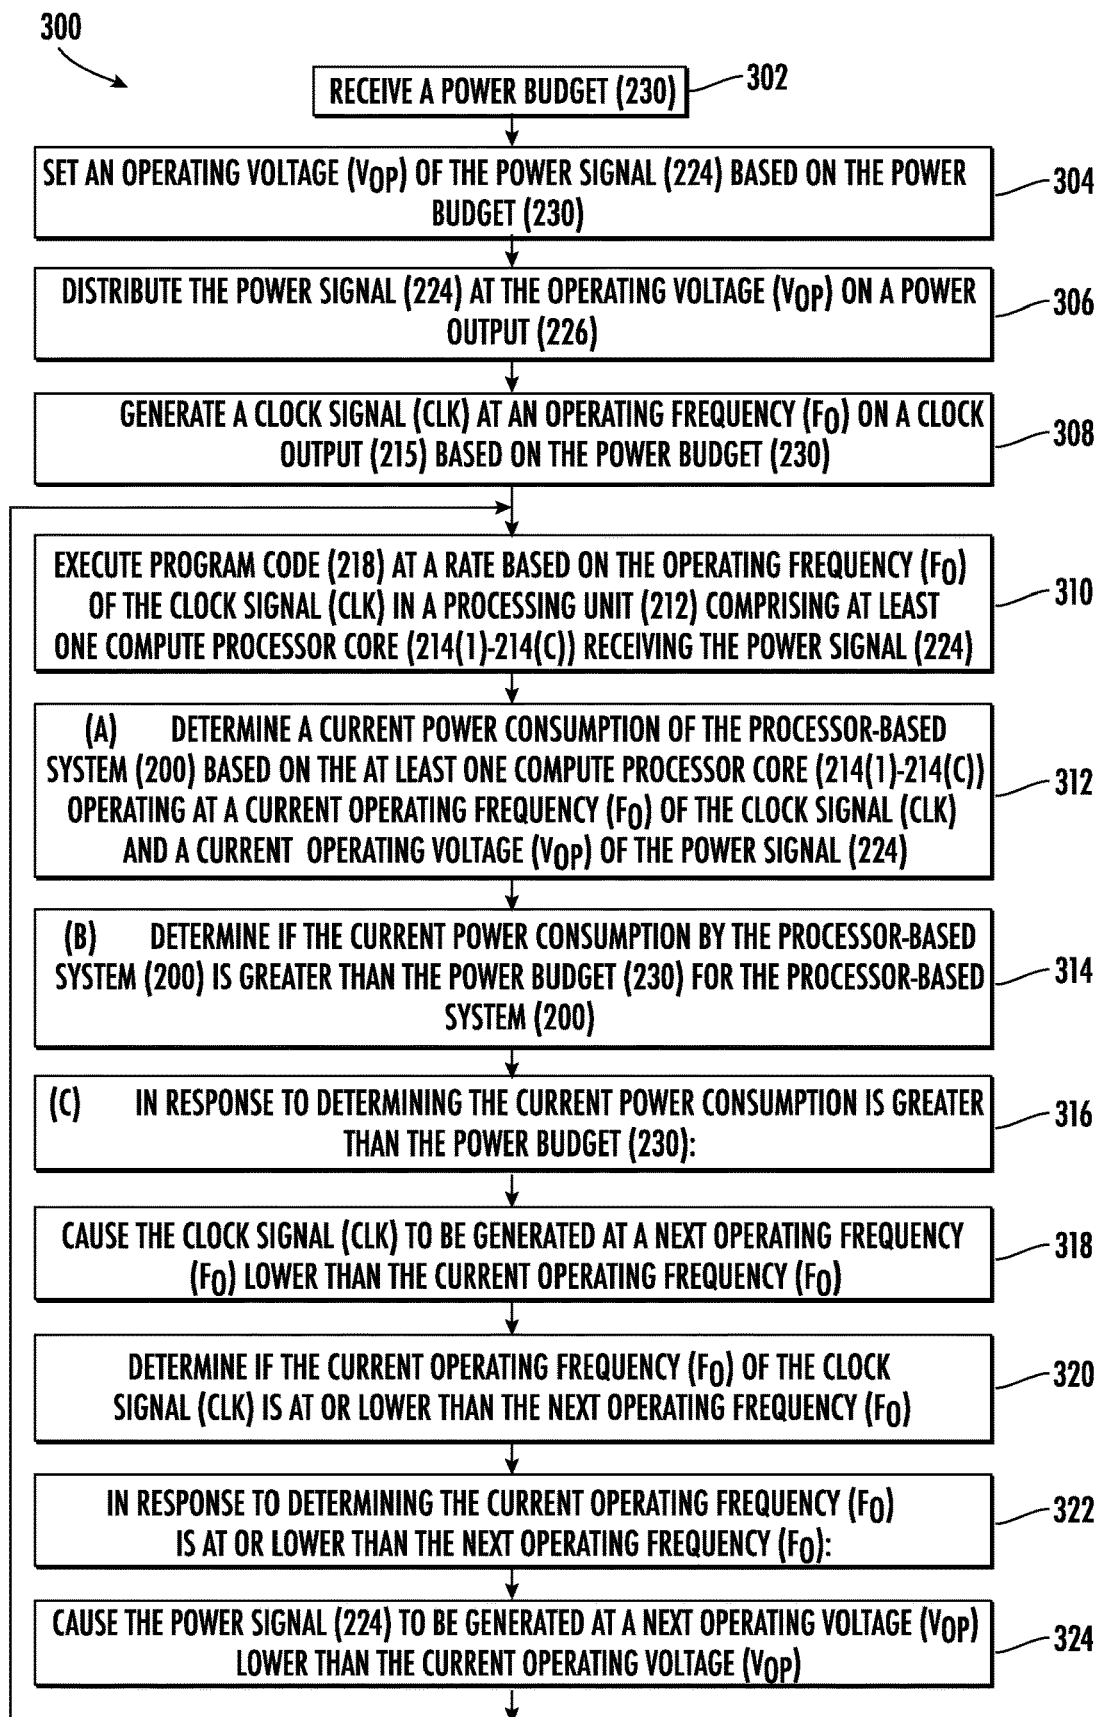 300
RECEIVE A POWER BUDGET (230)
302
SET AN OPERATING VOLTAGE (VOP) OF THE POWER SIGNAL (224) BASED ON THE POWER
BUDGET (230)
304
DISTRIBUTE THE POWER SIGNAL (224) AT THE OPERATING VOLTAGE (VOP) ON A POWER
OUTPUT (226)
306
GENERATE A CLOCK SIGNAL (CLK) AT AN OPERATING FREQUENCY (FO) ON A CLOCK
OUTPUT (215) BASED ON THE POWER BUDGET (230)
308
EXECUTE PROGRAM CODE (218) AT A RATE BASED ON THE OPERATING FREQUENCY (FO)
OF THE CLOCK SIGNAL (CLK) IN A PROCESSING UNIT (212) COMPRISING AT LEAST
ONE COMPUTE PROCESSOR CORE (214(1)-214(C)) RECEIVING THE POWER SIGNAL (224)
310
(A) DETERMINE A CURRENT POWER CONSUMPTION OF THE PROCESSOR-BASED
SYSTEM (200) BASED ON THE AT LEAST ONE COMPUTE PROCESSOR CORE (214(1)-214(C))
OPERATING AT A CURRENT OPERATING FREQUENCY (FO) OF THE CLOCK SIGNAL (CLK)
AND A CURRENT OPERATING VOLTAGE (VOP) OF THE POWER SIGNAL (224)
312
(B) DETERMINE IF THE CURRENT POWER CONSUMPTION BY THE PROCESSOR-BASED
SYSTEM (200) IS GREATER THAN THE POWER BUDGET (230) FOR THE PROCESSOR-BASED
SYSTEM (200)
314
(C) IN RESPONSE TO DETERMINING THE CURRENT POWER CONSUMPTION IS GREATER
THAN THE POWER BUDGET (230):
316
CAUSE THE CLOCK SIGNAL (CLK) TO BE GENERATED AT A NEXT OPERATING FREQUENCY
(FO) LOWER THAN THE CURRENT OPERATING FREQUENCY (FO)
318
DETERMINE IF THE CURRENT OPERATING FREQUENCY (FO) OF THE CLOCK
SIGNAL (CLK) IS AT OR LOWER THAN THE NEXT OPERATING FREQUENCY (FO)
320
IN RESPONSE TO DETERMINING THE CURRENT OPERATING FREQUENCY (FO)
IS AT OR LOWER THAN THE NEXT OPERATING FREQUENCY (FO):
322
CAUSE THE POWER SIGNAL (224) TO BE GENERATED AT A NEXT OPERATING VOLTAGE (VOP)
LOWER THAN THE CURRENT OPERATING VOLTAGE (VOP)
324